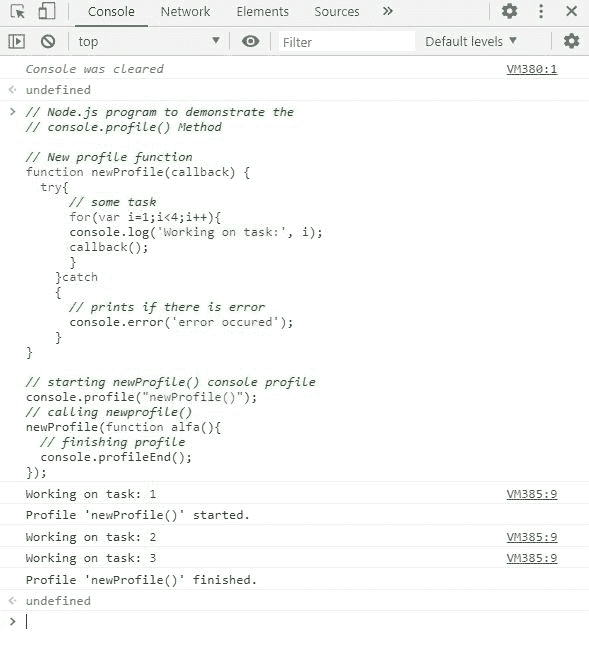 Console Network Elements Sources »
top Filter Default levels ▼
Console was cleared VM380:1
undefined
// Node.js program to demonstrate the
// console.profile() Method
// New profile function
function newProfile(callback) {
try{
// some task
for(var i=1;i<4;i++){
console.log('Working on task:', i);
callback();
}
}catch
{
// prints if there is error
console.error('error occured');
}
}
// starting newProfile() console profile
console.profile("newProfile()");
// calling newprofile()
newProfile(function alfa(){
// finishing profile
console.profileEnd();
});
Working on task: 1 VM385:9
Profile 'newProfile()' started.
Working on task: 2 VM385:9
Working on task: 3 VM385:9
Profile 'newProfile()' finished.
undefined